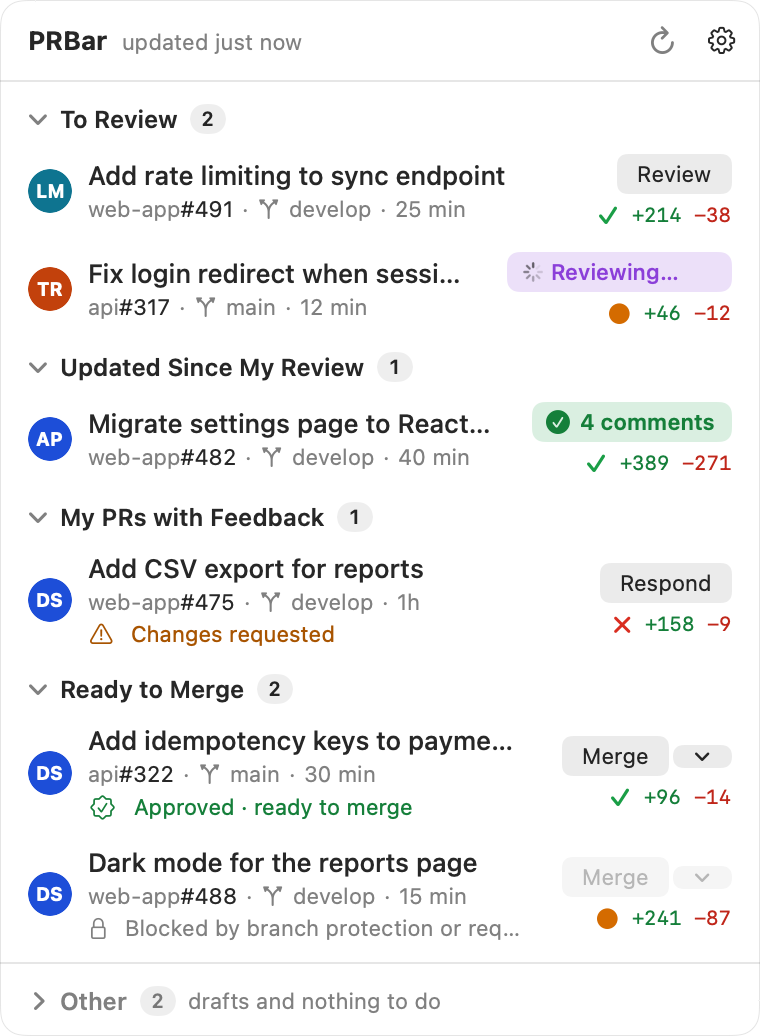 PRBar updated just now
To Review 2
LM
Add rate limiting to sync endpoint
Review
web-app#491 · develop · 25 min
+214 −38
TR
Fix login redirect when sessi...
Reviewing...
api#317 · main · 12 min
+46 −12
Updated Since My Review 1
AP
Migrate settings page to React...
4 comments
web-app#482 · develop · 40 min
+389 −271
My PRs with Feedback 1
DS
Add CSV export for reports
Respond
web-app#475 · develop · 1h
+158 −9
Changes requested
Ready to Merge 2
DS
Add idempotency keys to payme...
Merge
api#322 · main · 30 min
+96 −14
Approved · ready to merge
DS
Dark mode for the reports page
Merge
web-app#488 · develop · 15 min
+241 −87
Blocked by branch protection or req...
Other 2 drafts and nothing to do